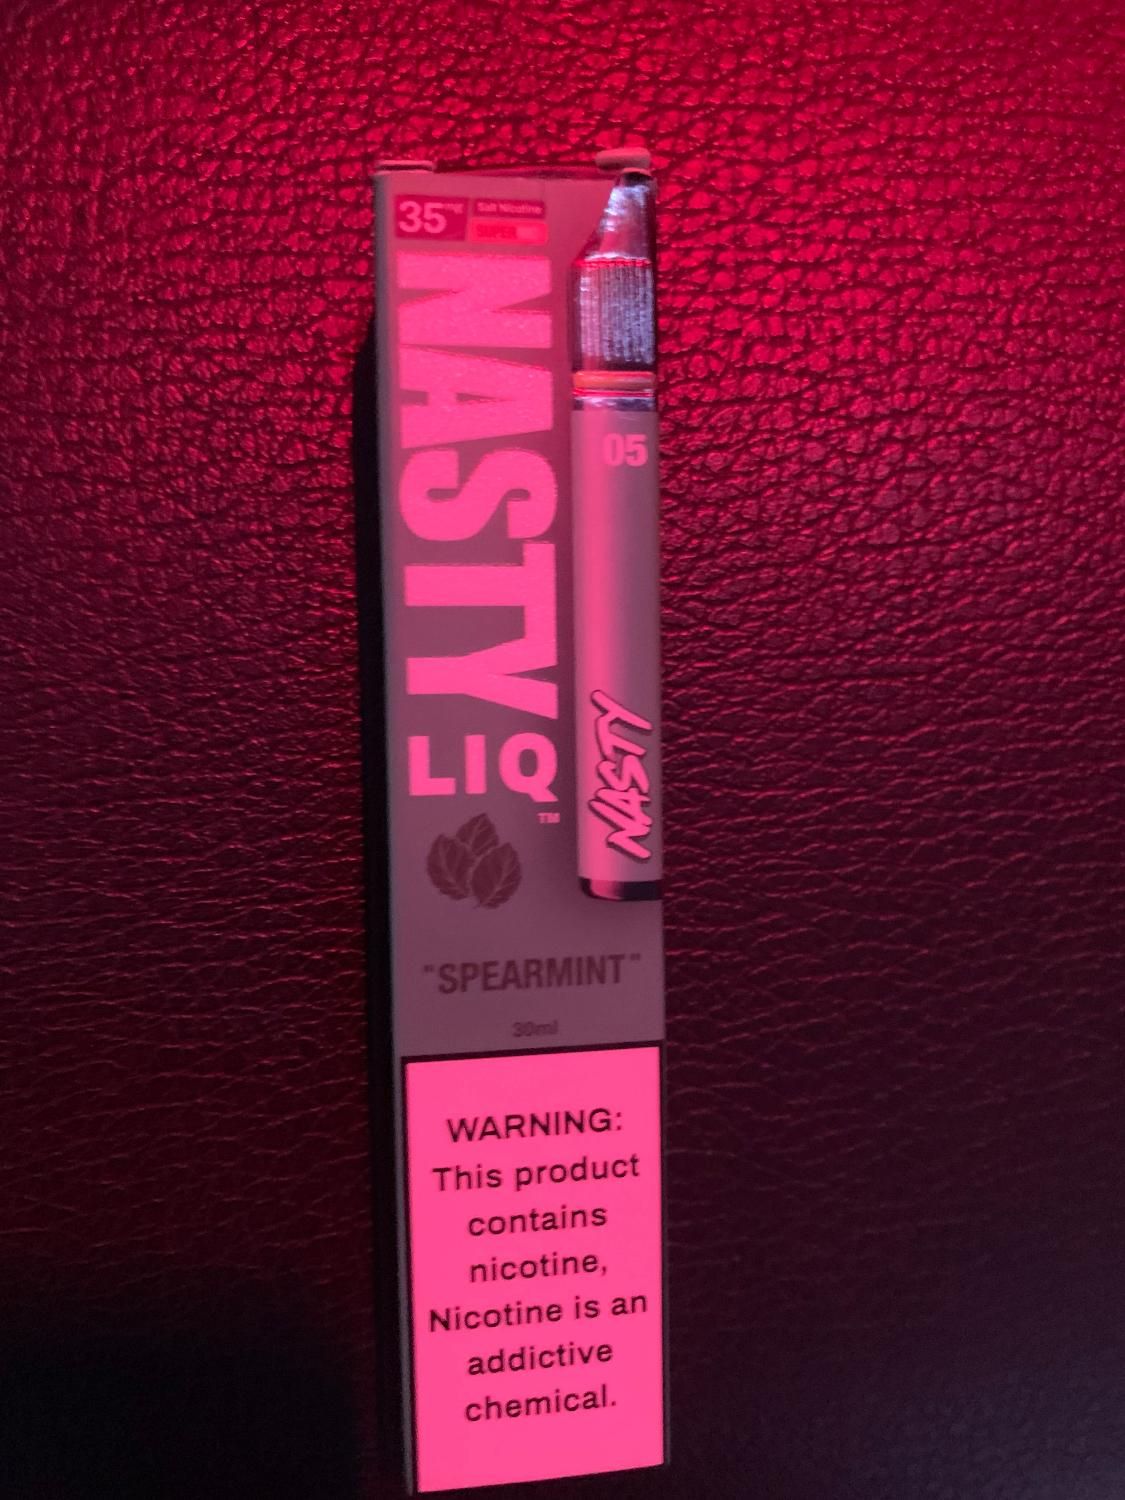 35mg
Salt Nicotine
SUPER
NASTY
LIQ
TM
05
NASTY
"SPEARMINT"
30ml
WARNING:
This product
contains
nicotine,
Nicotine is an
addictive
chemical.